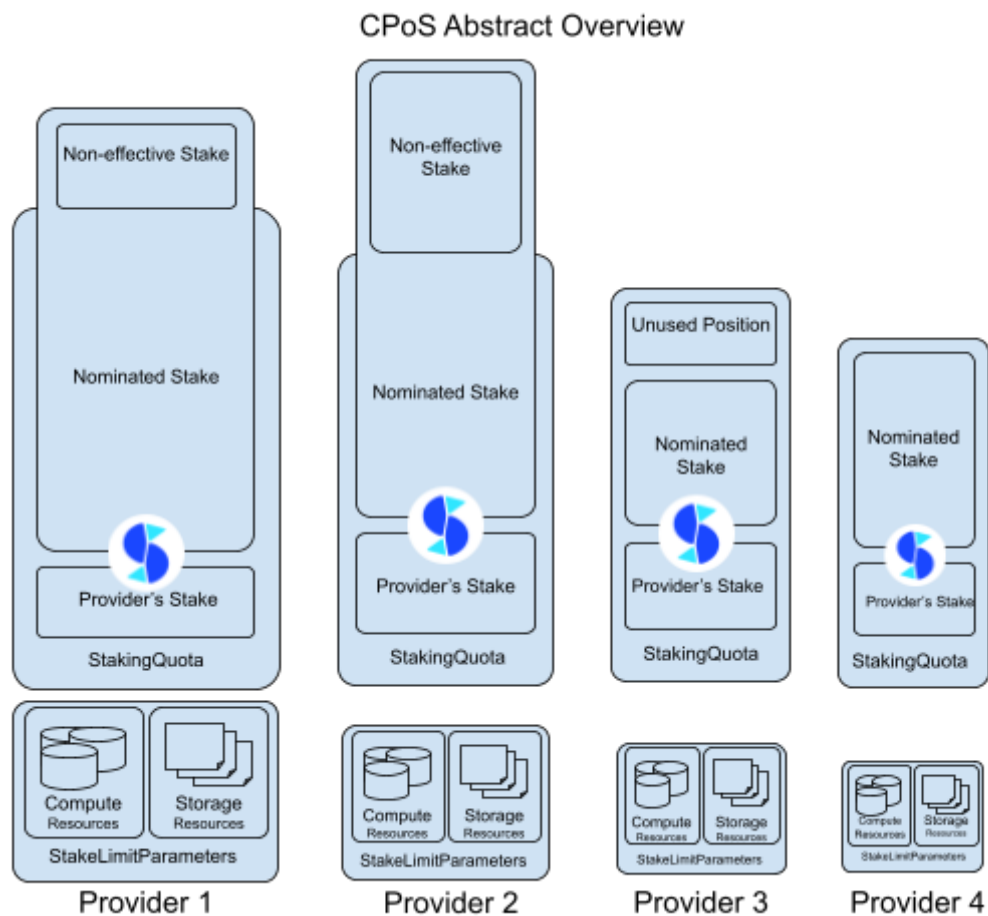 CPoS Abstract Overview
Non-effective Stake
Nominated Stake
Provider's Stake
StakingQuota
Compute
Resources
Storage
Resources
StakeLimitParameters
Provider 1
Non-effective
Stake
Nominated Stake
Provider's Stake
StakingQuota
Compute
Resources
Storage
Resources
StakeLimitParameters
Provider 2
Unused Position
Nominated
Stake
Provider's Stake
StakingQuota
Compute
Resources
Storage
Resources
StakeLimitParameters
Provider 3
Nominated
Stake
Provider's Stake
StakingQuota
Compute
Resources
Storage
Resources
StakeLimitParameters
Provider 4